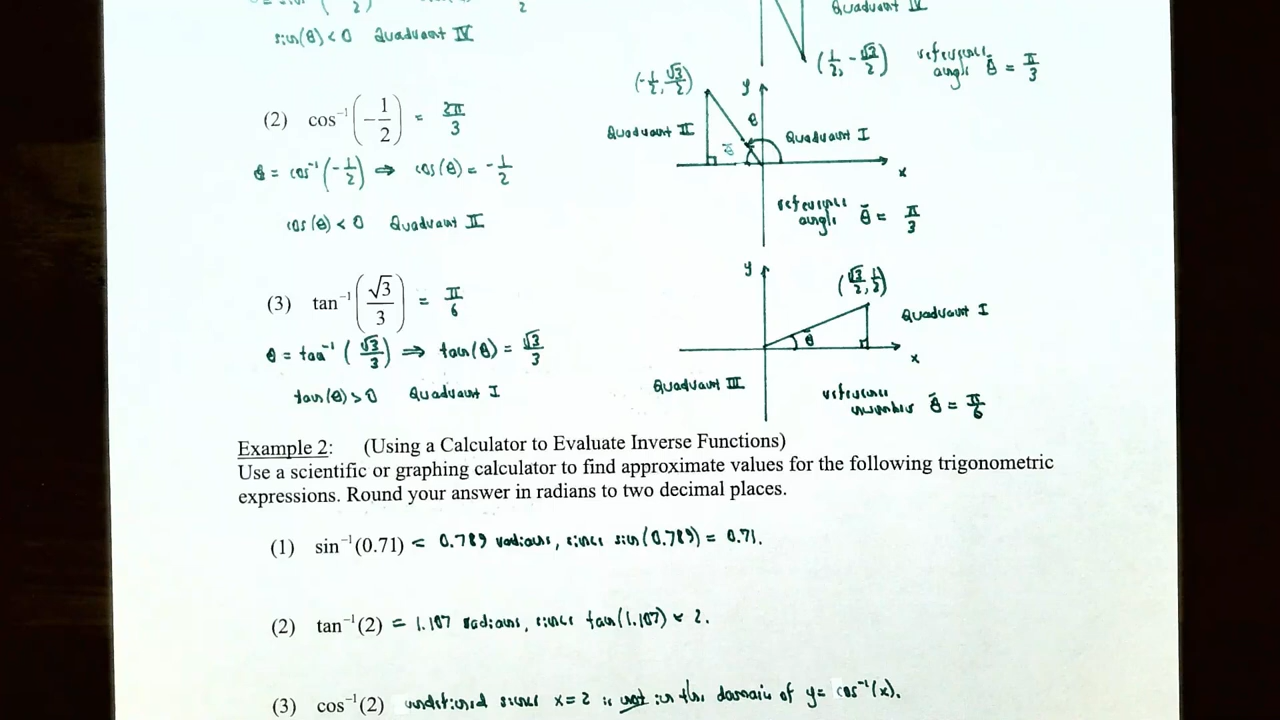 sin(θ) < 0 Quadrant IV
Quadrant IV
(1/2, -√3/2) reference angle θ̄ = π/3
(2) cos⁻¹(-1/2) = 2π/3
θ = cos⁻¹(-1/2) ⇒ cos(θ) = -1/2
cos(θ) < 0 Quadrant II
(-1/2, √3/2) y
θ
Quadrant II Quadrant I
θ̄
x
reference angle θ̄ = π/3
(3) tan⁻¹(√3/3) = π/6
θ = tan⁻¹(√3/3) ⇒ tan(θ) = √3/3
tan(θ) > 0 Quadrant I
y (√3/2, 1/2)
Quadrant I
θ
x
Quadrant III
reference number θ̄ = π/6
Example 2: (Using a Calculator to Evaluate Inverse Functions)
Use a scientific or graphing calculator to find approximate values for the following trigonometric
expressions. Round your answer in radians to two decimal places.
(1) sin⁻¹(0.71) = 0.789 radians, since sin(0.789) = 0.71.
(2) tan⁻¹(2) = 1.107 radians, since tan(1.107) ≈ 2.
(3) cos⁻¹(2) undefined since x = 2 is not in the domain of y = cos⁻¹(x).